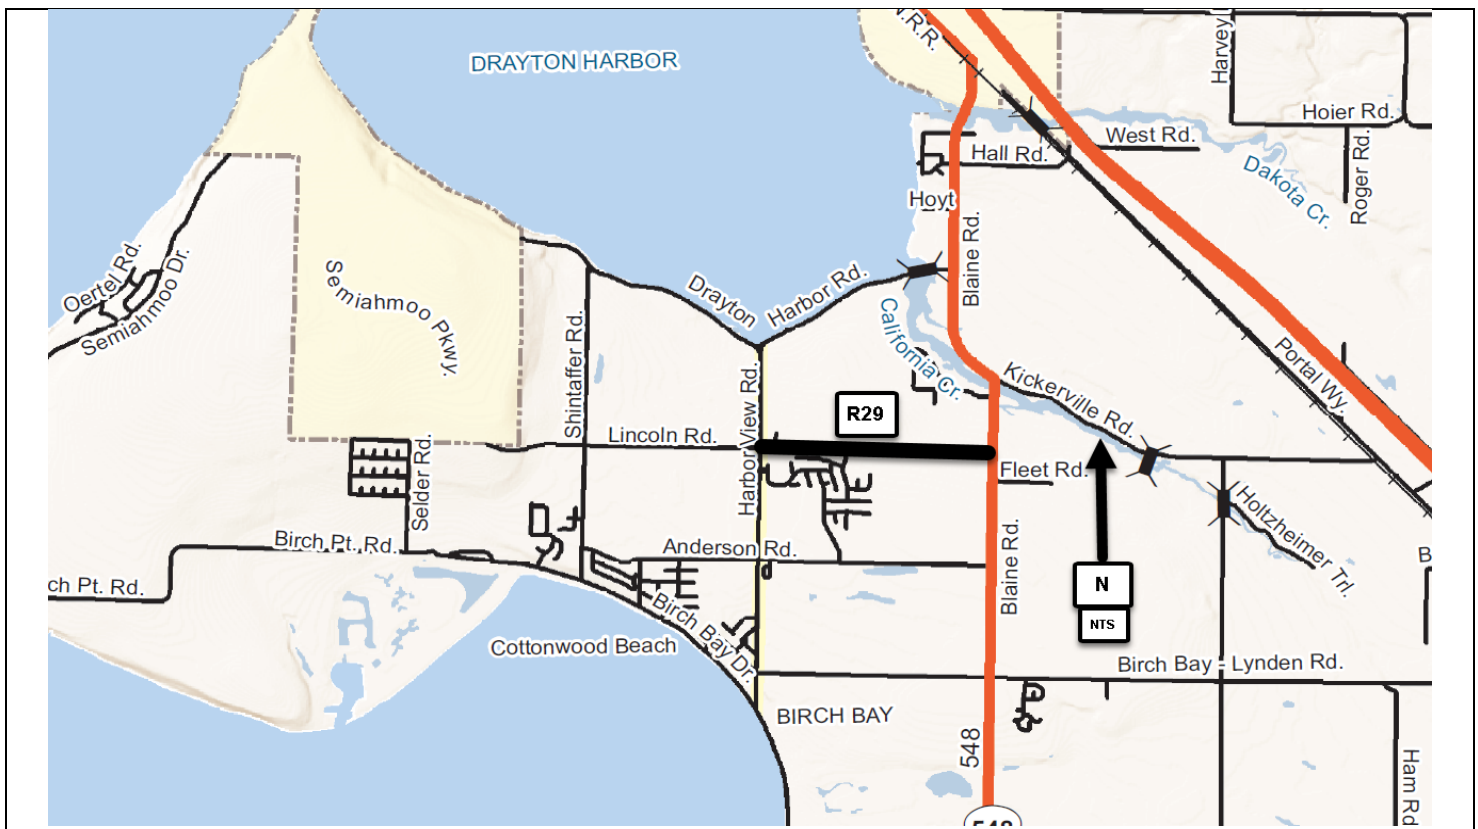 N.R.R.
DRAYTON HARBOR
Harvey
Hoier Rd.
West Rd.
Hall Rd.
Roger Rd.
Dakota Cr.
Hoyt
Blaine Rd.
Oertel Rd.
Semiahmoo Dr.
Semiahmoo Pkwy.
Drayton Harbor Rd.
California Cr.
Shintaffer Rd.
Harbor View Rd.
Kickerville Rd.
Portal Wy.
R29
Lincoln Rd.
Fleet Rd.
Selder Rd.
Holtzheimer Trl.
Birch Pt. Rd.
Anderson Rd.
Blaine Rd.
B
ch Pt. Rd.
N
NTS
Birch Bay Dr.
Cottonwood Beach
Birch Bay - Lynden Rd.
BIRCH BAY
548
Ham Rd
548